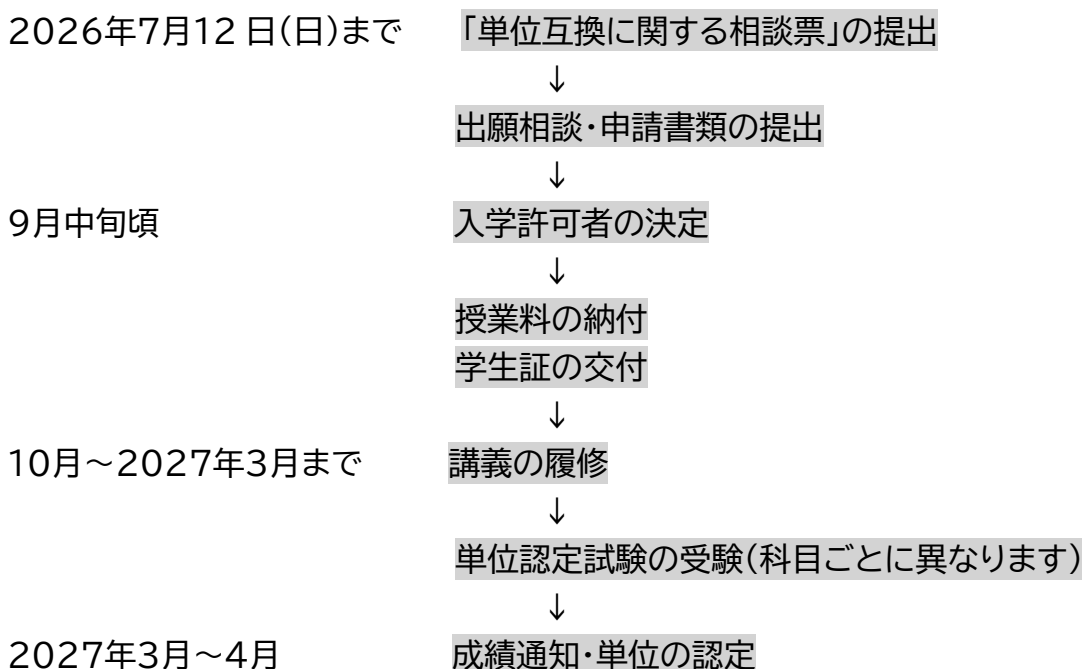 2026年7月12日(日)まで 「単位互換に関する相談票」の提出
↓
出願相談・申請書類の提出
↓
9月中旬頃 入学許可者の決定
↓
授業料の納付
学生証の交付
↓
10月～2027年3月まで 講義の履修
↓
単位認定試験の受験(科目ごとに異なります)
↓
2027年3月～4月 成績通知・単位の認定